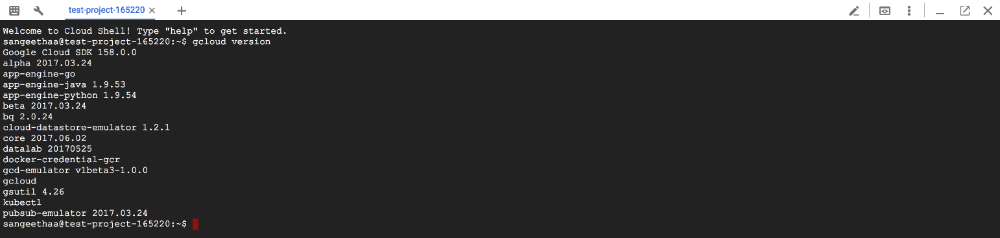 test-project-165220
Welcome to Cloud Shell! Type "help" to get started.
sangeethaa@test-project-165220:~$ gcloud version
Google Cloud SDK 158.0.0
alpha 2017.03.24
app-engine-go
app-engine-java 1.9.53
app-engine-python 1.9.54
beta 2017.03.24
bq 2.0.24
cloud-datastore-emulator 1.2.1
core 2017.06.02
datalab 20170525
docker-credential-gcr
gcd-emulator v1beta3-1.0.0
gcloud
gsutil 4.26
kubectl
pubsub-emulator 2017.03.24
sangeethaa@test-project-165220:~$